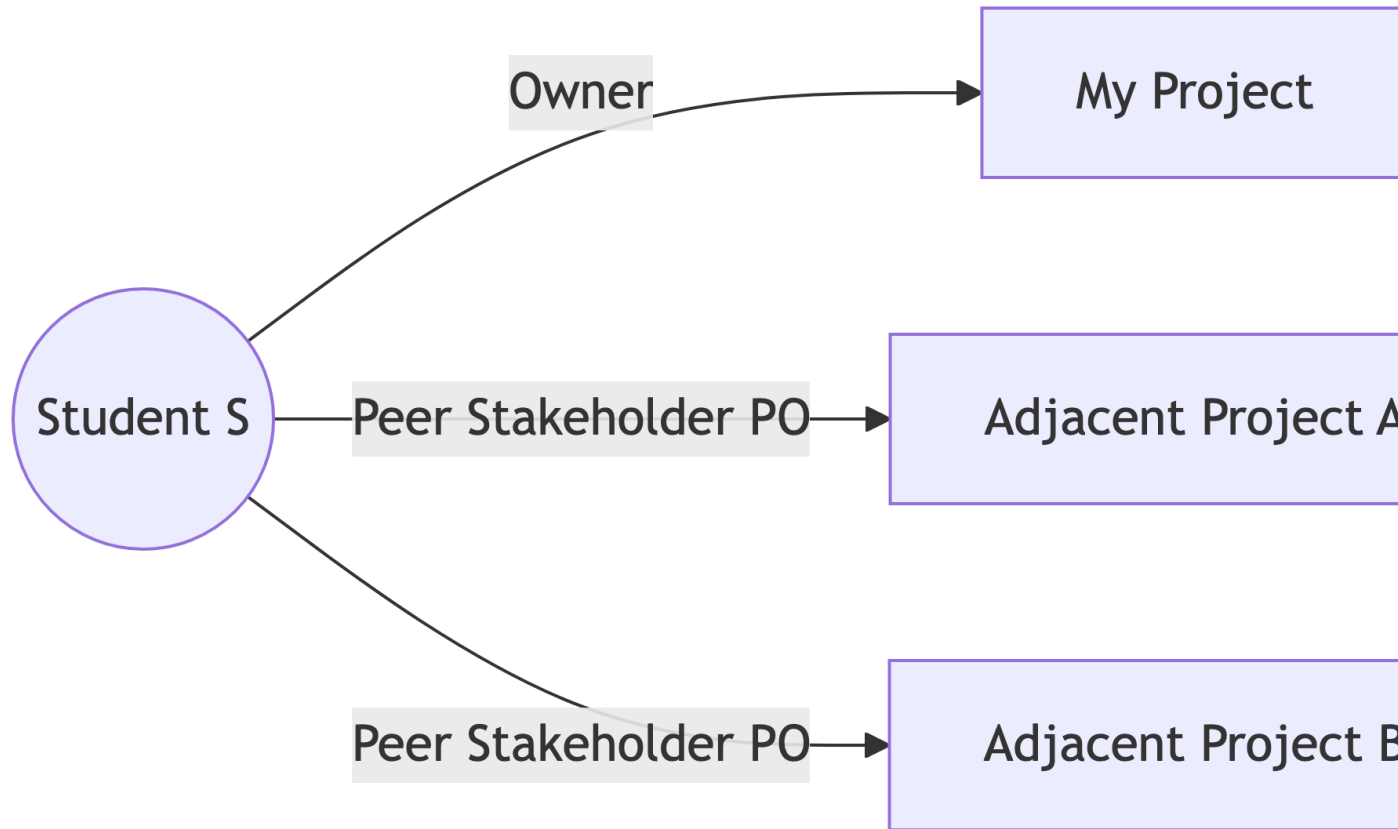 Owner
My Project
Student S
Peer Stakeholder PO
Adjacent Project A
Peer Stakeholder PO
Adjacent Project B